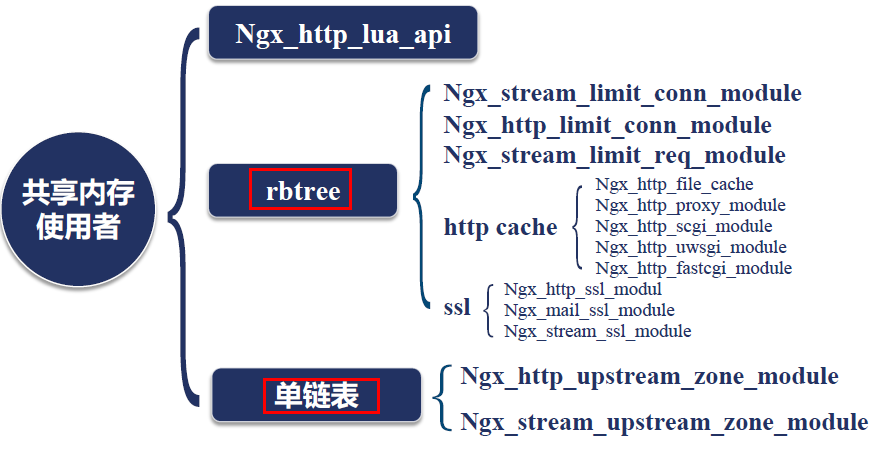 共享内存
使用者
Ngx_http_lua_api
rbtree
Ngx_stream_limit_conn_module
Ngx_http_limit_conn_module
Ngx_stream_limit_req_module
http cache
Ngx_http_file_cache
Ngx_http_proxy_module
Ngx_http_scgi_module
Ngx_http_uwsgi_module
Ngx_http_fastcgi_module
ssl
Ngx_http_ssl_modul
Ngx_mail_ssl_module
Ngx_stream_ssl_module
单链表
Ngx_http_upstream_zone_module
Ngx_stream_upstream_zone_module